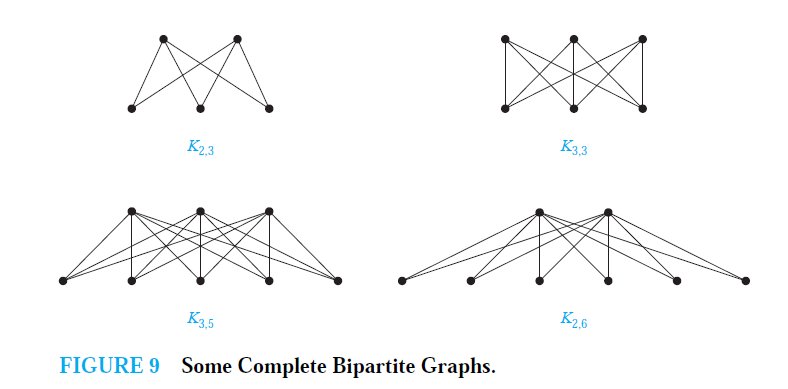 K2,3
K3,3
K3,5
K2,6
FIGURE 9 Some Complete Bipartite Graphs.